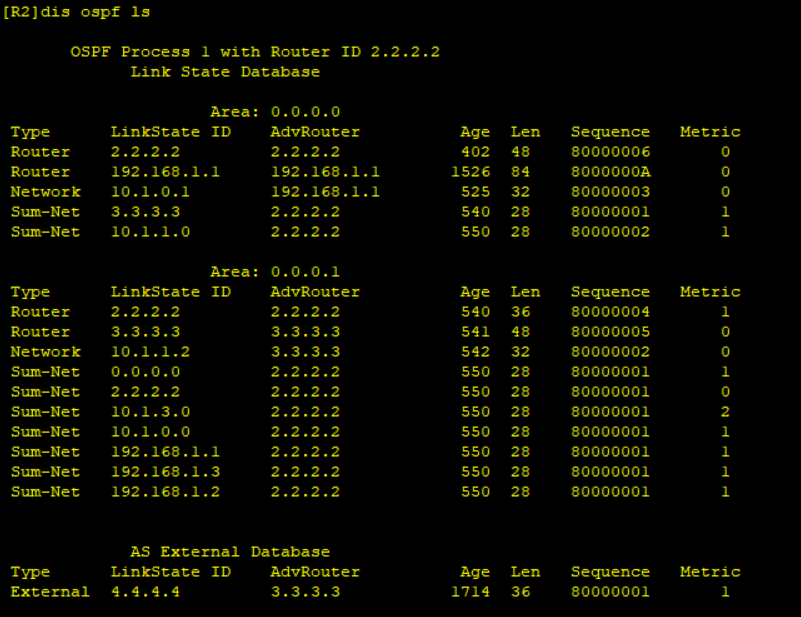 [R2]dis ospf ls
OSPF Process 1 with Router ID 2.2.2.2
Link State Database
Area: 0.0.0.0
Type LinkState ID AdvRouter Age Len Sequence Metric
Router 2.2.2.2 2.2.2.2 402 48 80000006 0
Router 192.168.1.1 192.168.1.1 1526 84 8000000A 0
Network 10.1.0.1 192.168.1.1 525 32 80000003 0
Sum-Net 3.3.3.3 2.2.2.2 540 28 80000001 1
Sum-Net 10.1.1.0 2.2.2.2 550 28 80000002 1
Area: 0.0.0.1
Type LinkState ID AdvRouter Age Len Sequence Metric
Router 2.2.2.2 2.2.2.2 540 36 80000004 1
Router 3.3.3.3 3.3.3.3 541 48 80000005 0
Network 10.1.1.2 3.3.3.3 542 32 80000002 0
Sum-Net 0.0.0.0 2.2.2.2 550 28 80000001 1
Sum-Net 2.2.2.2 2.2.2.2 550 28 80000001 0
Sum-Net 10.1.3.0 2.2.2.2 550 28 80000001 2
Sum-Net 10.1.0.0 2.2.2.2 550 28 80000001 1
Sum-Net 192.168.1.1 2.2.2.2 550 28 80000001 1
Sum-Net 192.168.1.3 2.2.2.2 550 28 80000001 1
Sum-Net 192.168.1.2 2.2.2.2 550 28 80000001 1
AS External Database
Type LinkState ID AdvRouter Age Len Sequence Metric
External 4.4.4.4 3.3.3.3 1714 36 80000001 1